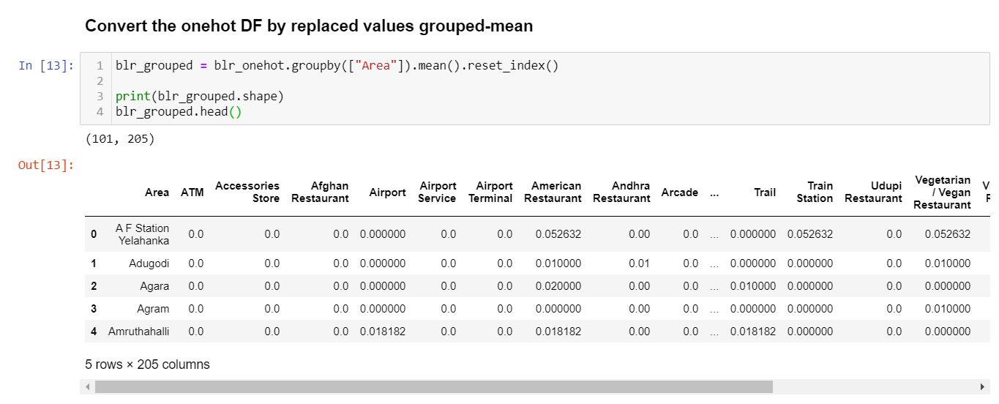 Convert the onehot DF by replaced values grouped-mean
In [13]:
1 blr_grouped = blr_onehot.groupby(["Area"]).mean().reset_index()
2
3 print(blr_grouped.shape)
4 blr_grouped.head()
(101, 205)
Out[13]:
Area ATM Accessories Store Afghan Restaurant Airport Airport Service Airport Terminal American Restaurant Andhra Restaurant Arcade ... Trail Train Station Udupi Restaurant Vegetarian / Vegan Restaurant
0 A F Station Yelahanka 0.0 0.0 0.0 0.000000 0.0 0.0 0.052632 0.00 0.0 ... 0.000000 0.052632 0.0 0.052632
1 Adugodi 0.0 0.0 0.0 0.000000 0.0 0.0 0.010000 0.01 0.0 ... 0.000000 0.000000 0.0 0.010000
2 Agara 0.0 0.0 0.0 0.000000 0.0 0.0 0.020000 0.00 0.0 ... 0.010000 0.000000 0.0 0.000000
3 Agram 0.0 0.0 0.0 0.000000 0.0 0.0 0.000000 0.00 0.0 ... 0.000000 0.000000 0.0 0.010000
4 Amruthahalli 0.0 0.0 0.0 0.018182 0.0 0.0 0.018182 0.00 0.0 ... 0.018182 0.000000 0.0 0.000000
5 rows × 205 columns